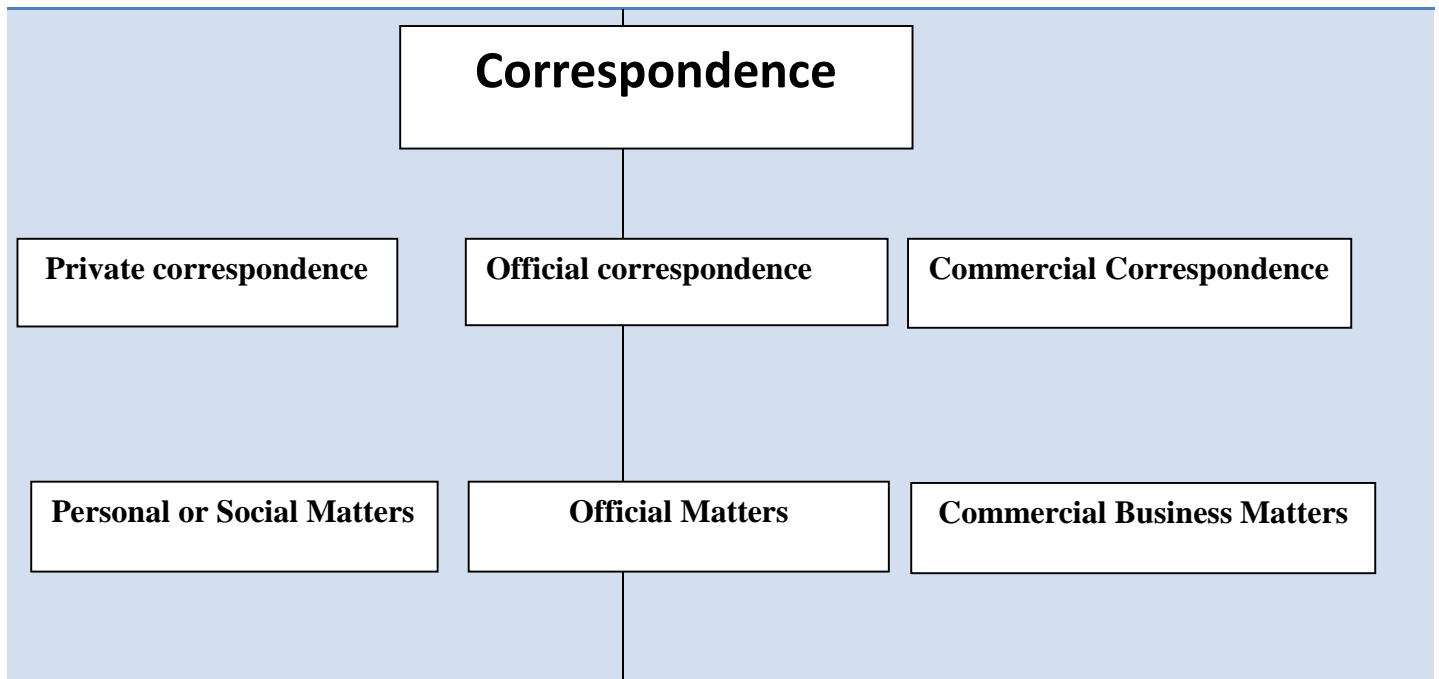 Correspondence
Private correspondence
Official correspondence
Commercial Correspondence
Personal or Social Matters
Official Matters
Commercial Business Matters